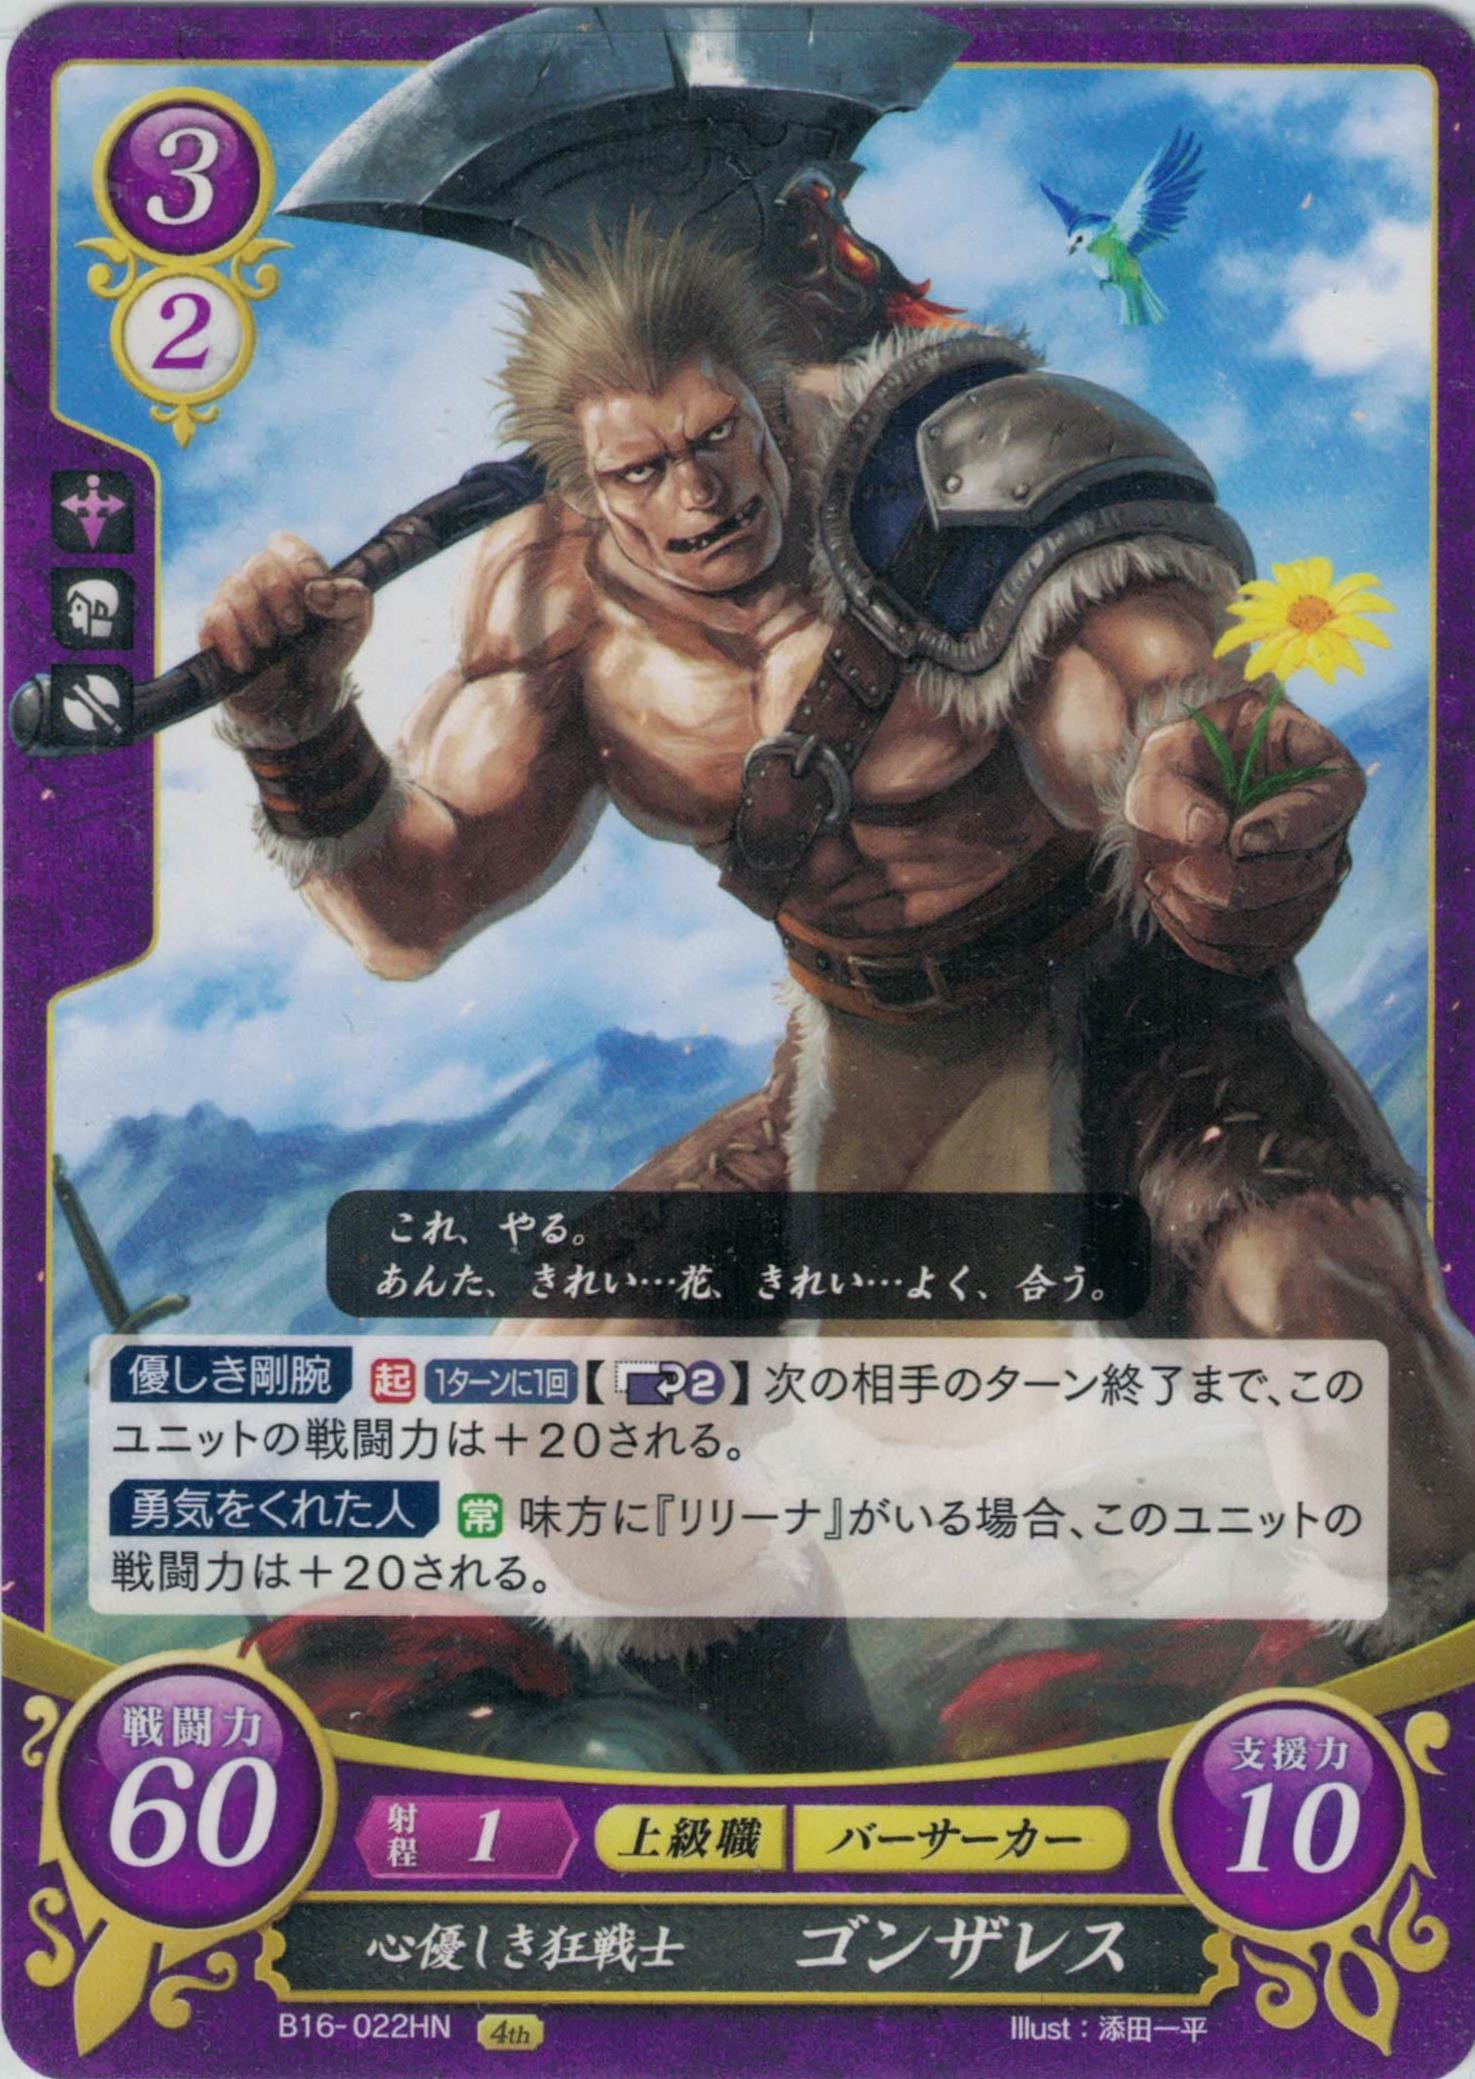 3
2
これ、やる。
あんた、きれい…花、きれい…よく、合う。
優しき剛腕 起 1ターンに1回【2】次の相手のターン終了まで、この
ユニットの戦闘力は＋20される。
勇気をくれた人 常 味方に『リリーナ』がいる場合、このユニットの
戦闘力は＋20される。
戦闘力
60
射程 1
上級職 バーサーカー
支援力
10
心優しき狂戦士 ゴンザレス
B16-022HN 4th
Illust：添田一平